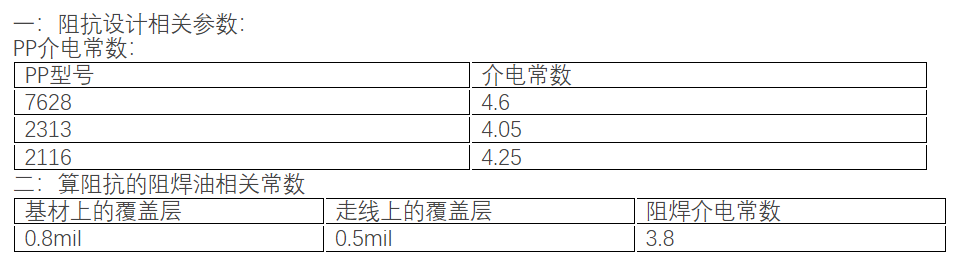 一：阻抗设计相关参数：
PP介电常数：
PP型号 介电常数
7628 4.6
2313 4.05
2116 4.25
二：算阻抗的阻焊油相关常数
基材上的覆盖层 走线上的覆盖层 阻焊介电常数
0.8mil 0.5mil 3.8